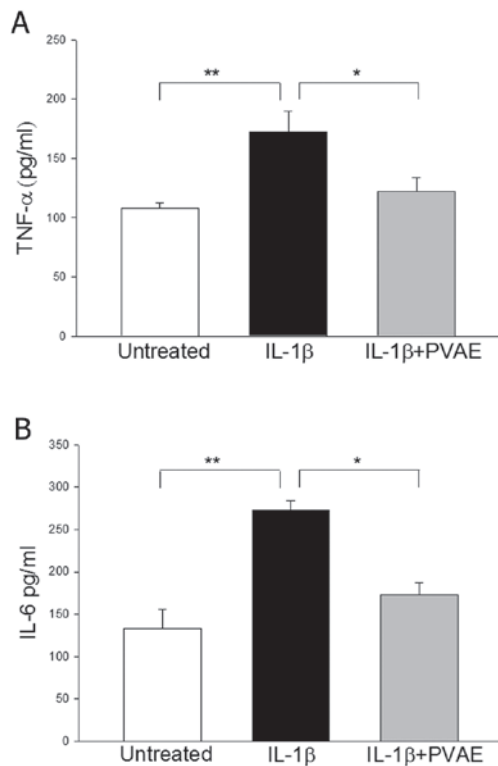 A
250
200
150
100
50
0
TNF-α (pg/ml)
**
*
Untreated
IL-1β
IL-1β+PVAE
B
350
300
250
200
150
100
50
0
IL-6 pg/ml
**
*
Untreated
IL-1β
IL-1β+PVAE